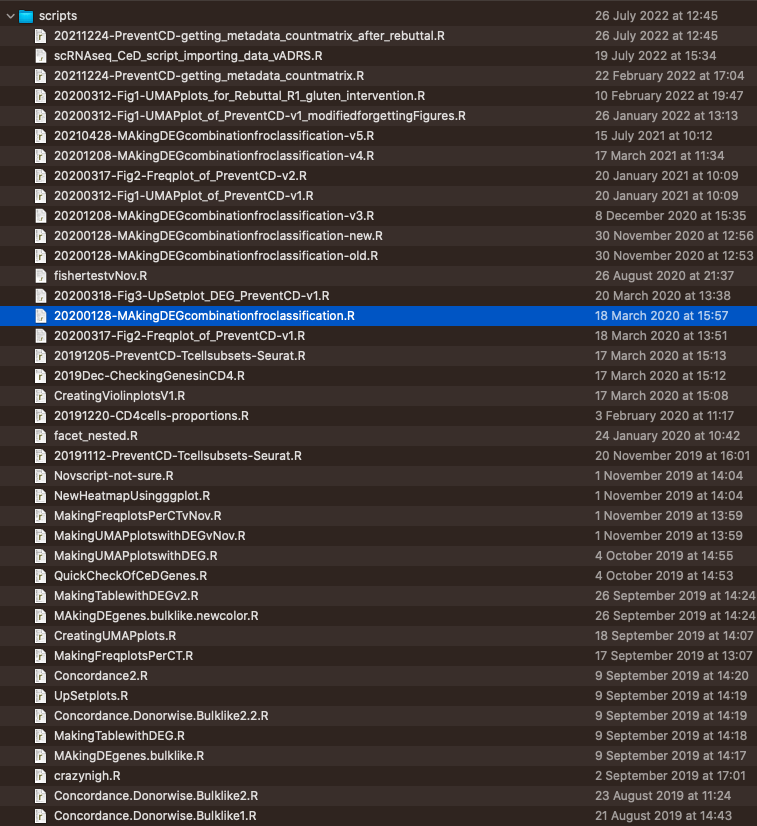 scripts 26 July 2022 at 12:45
20211224-PreventCD-getting_metadata_countmatrix_after_rebuttal.R 26 July 2022 at 12:45
scRNAseq_CeD_script_importing_data_vADRS.R 19 July 2022 at 15:34
20211224-PreventCD-getting_metadata_countmatrix.R 22 February 2022 at 17:04
20200312-Fig1-UMAPplots_for_Rebuttal_R1_gluten_intervention.R 10 February 2022 at 19:47
20200312-Fig1-UMAPplot_of_PreventCD-v1_modifiedforgettingFigures.R 26 January 2022 at 13:13
20210428-MAkingDEGcombinationfroclassification-v5.R 15 July 2021 at 10:12
20201208-MAkingDEGcombinationfroclassification-v4.R 17 March 2021 at 11:34
20200317-Fig2-Freqplot_of_PreventCD-v2.R 20 January 2021 at 10:09
20200312-Fig1-UMAPplot_of_PreventCD-v1.R 20 January 2021 at 10:09
20201208-MAkingDEGcombinationfroclassification-v3.R 8 December 2020 at 15:35
20200128-MAkingDEGcombinationfroclassification-new.R 30 November 2020 at 12:56
20200128-MAkingDEGcombinationfroclassification-old.R 30 November 2020 at 12:53
fishertestvNov.R 26 August 2020 at 21:37
20200318-Fig3-UpSetplot_DEG_PreventCD-v1.R 20 March 2020 at 13:38
20200128-MAkingDEGcombinationfroclassification.R 18 March 2020 at 15:57
20200317-Fig2-Freqplot_of_PreventCD-v1.R 18 March 2020 at 13:51
20191205-PreventCD-Tcellsubsets-Seurat.R 17 March 2020 at 15:13
2019Dec-CheckingGenesinCD4.R 17 March 2020 at 15:12
CreatingViolinplotsV1.R 17 March 2020 at 15:08
20191220-CD4cells-proportions.R 3 February 2020 at 11:17
facet_nested.R 24 January 2020 at 10:42
20191112-PreventCD-Tcellsubsets-Seurat.R 20 November 2019 at 16:01
Novscript-not-sure.R 1 November 2019 at 14:04
NewHeatmapUsingggplot.R 1 November 2019 at 14:04
MakingFreqplotsPerCTvNov.R 1 November 2019 at 13:59
MakingUMAPplotswithDEGvNov.R 1 November 2019 at 13:59
MakingUMAPplotswithDEG.R 4 October 2019 at 14:55
QuickCheckOfCeDGenes.R 4 October 2019 at 14:53
MakingTablewithDEGv2.R 26 September 2019 at 14:24
MAkingDEgenes.bulklike.newcolor.R 26 September 2019 at 14:24
CreatingUMAPplots.R 18 September 2019 at 14:07
MakingFreqplotsPerCT.R 17 September 2019 at 13:07
Concordance2.R 9 September 2019 at 14:20
UpSetplots.R 9 September 2019 at 14:19
Concordance.Donorwise.Bulklike2.2.R 9 September 2019 at 14:19
MakingTablewithDEG.R 9 September 2019 at 14:18
MAkingDEgenes.bulklike.R 9 September 2019 at 14:17
crazynigh.R 2 September 2019 at 17:01
Concordance.Donorwise.Bulklike2.R 23 August 2019 at 11:24
Concordance.Donorwise.Bulklike1.R 21 August 2019 at 14:43